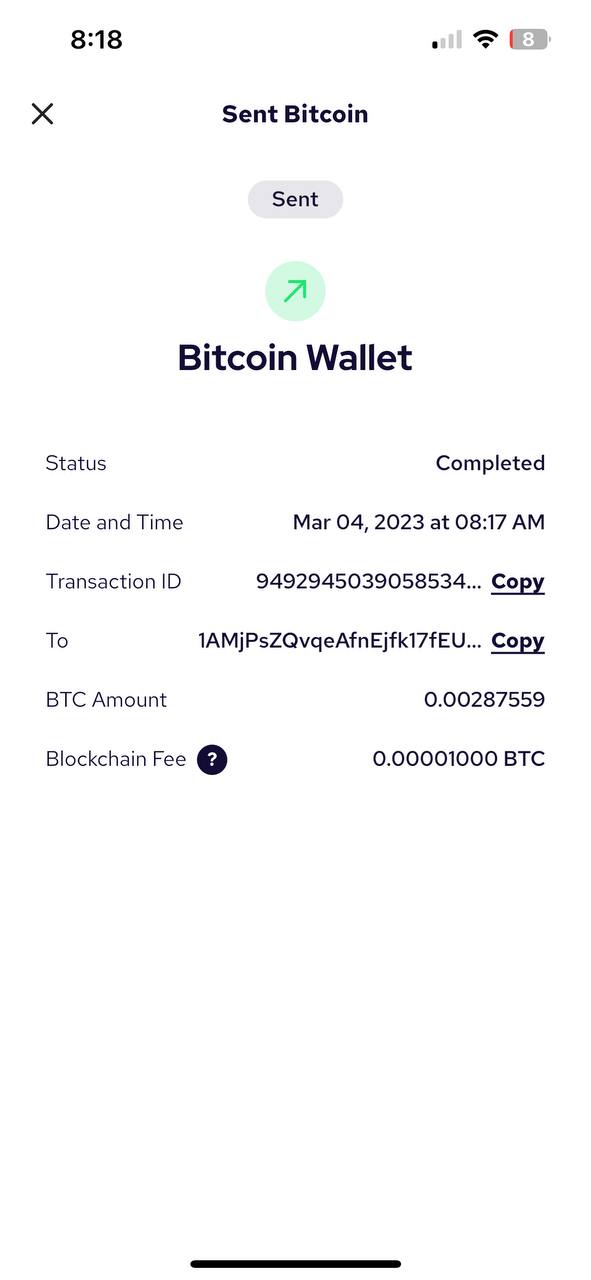 8:18
8
Sent Bitcoin
Sent
Bitcoin Wallet
Status Completed
Date and Time Mar 04, 2023 at 08:17 AM
Transaction ID 9492945039058534... Copy
To 1AMjPsZQvqeAfnEjfk17fEU... Copy
BTC Amount 0.00287559
Blockchain Fee ? 0.00001000 BTC